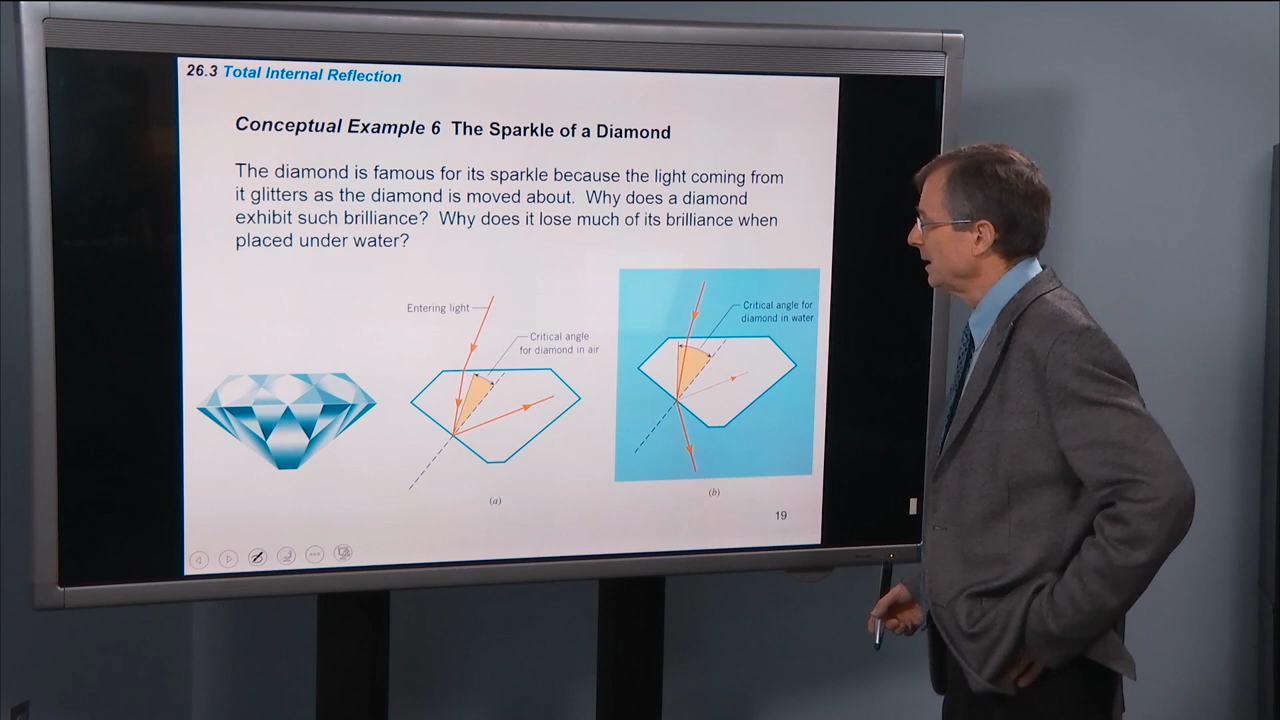 26.3 Total Internal Reflection
Conceptual Example 6 The Sparkle of a Diamond
The diamond is famous for its sparkle because the light coming from
it glitters as the diamond is moved about. Why does a diamond
exhibit such brilliance? Why does it lose much of its brilliance when
placed under water?
Entering light
Critical angle
for diamond in air
(a)
Critical angle for
diamond in water
(b)
19